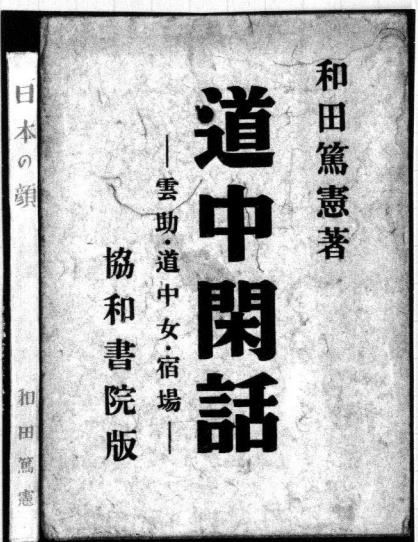 和田篤憲著
道中閑話
―雲助・道中女・宿場―
協和書院版
日本の顔
和田篤憲